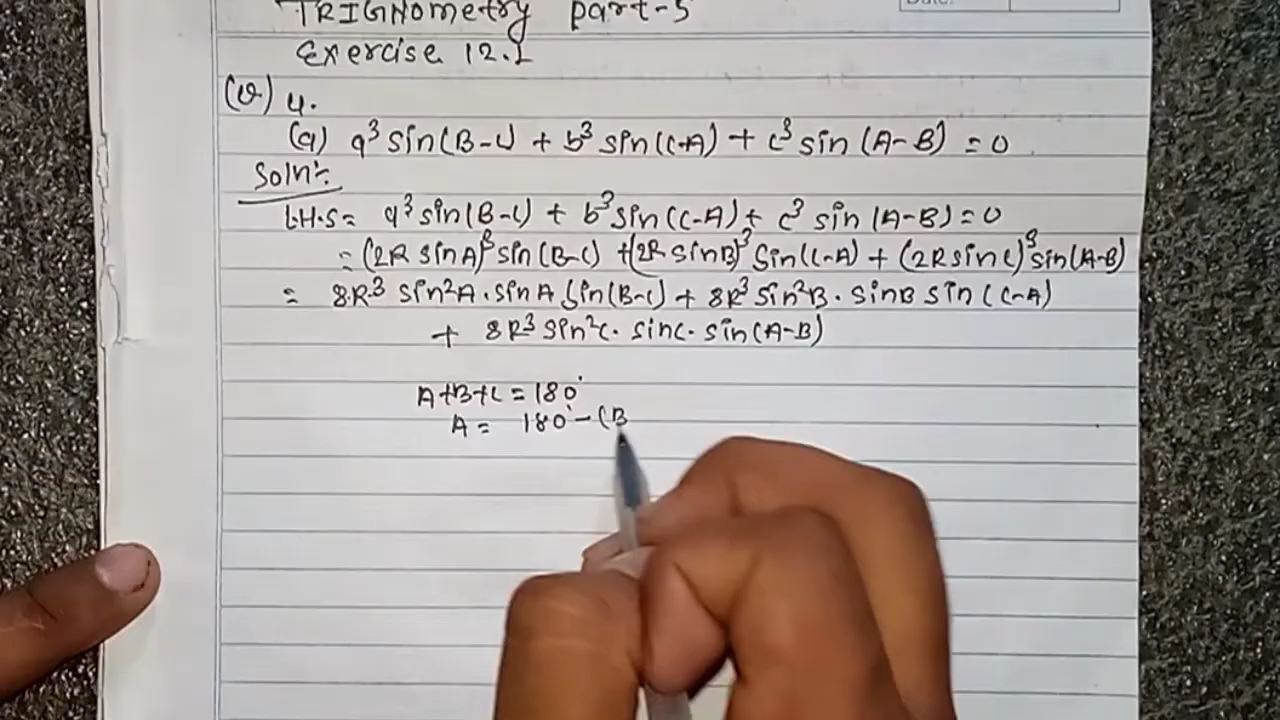 TRIGNometry part-5
Exercise 12.1
(v) 4.
(a) a³ sin(B-C) + b³ sin(C-A) + c³ sin(A-B) = 0
Soln:-
L.H.S = a³ sin(B-C) + b³ sin(C-A) + c³ sin(A-B) = 0
= (2R sinA)³ sin(B-C) + (2R sinB)³ sin(C-A) + (2R sinC)³ sin(A-B)
= 8R³ sin²A. sinA sin(B-C) + 8R³ sin²B. sinB sin(C-A)
+ 8R³ sin²C. sinC. sin(A-B)
A+B+C = 180°
A = 180° - (B